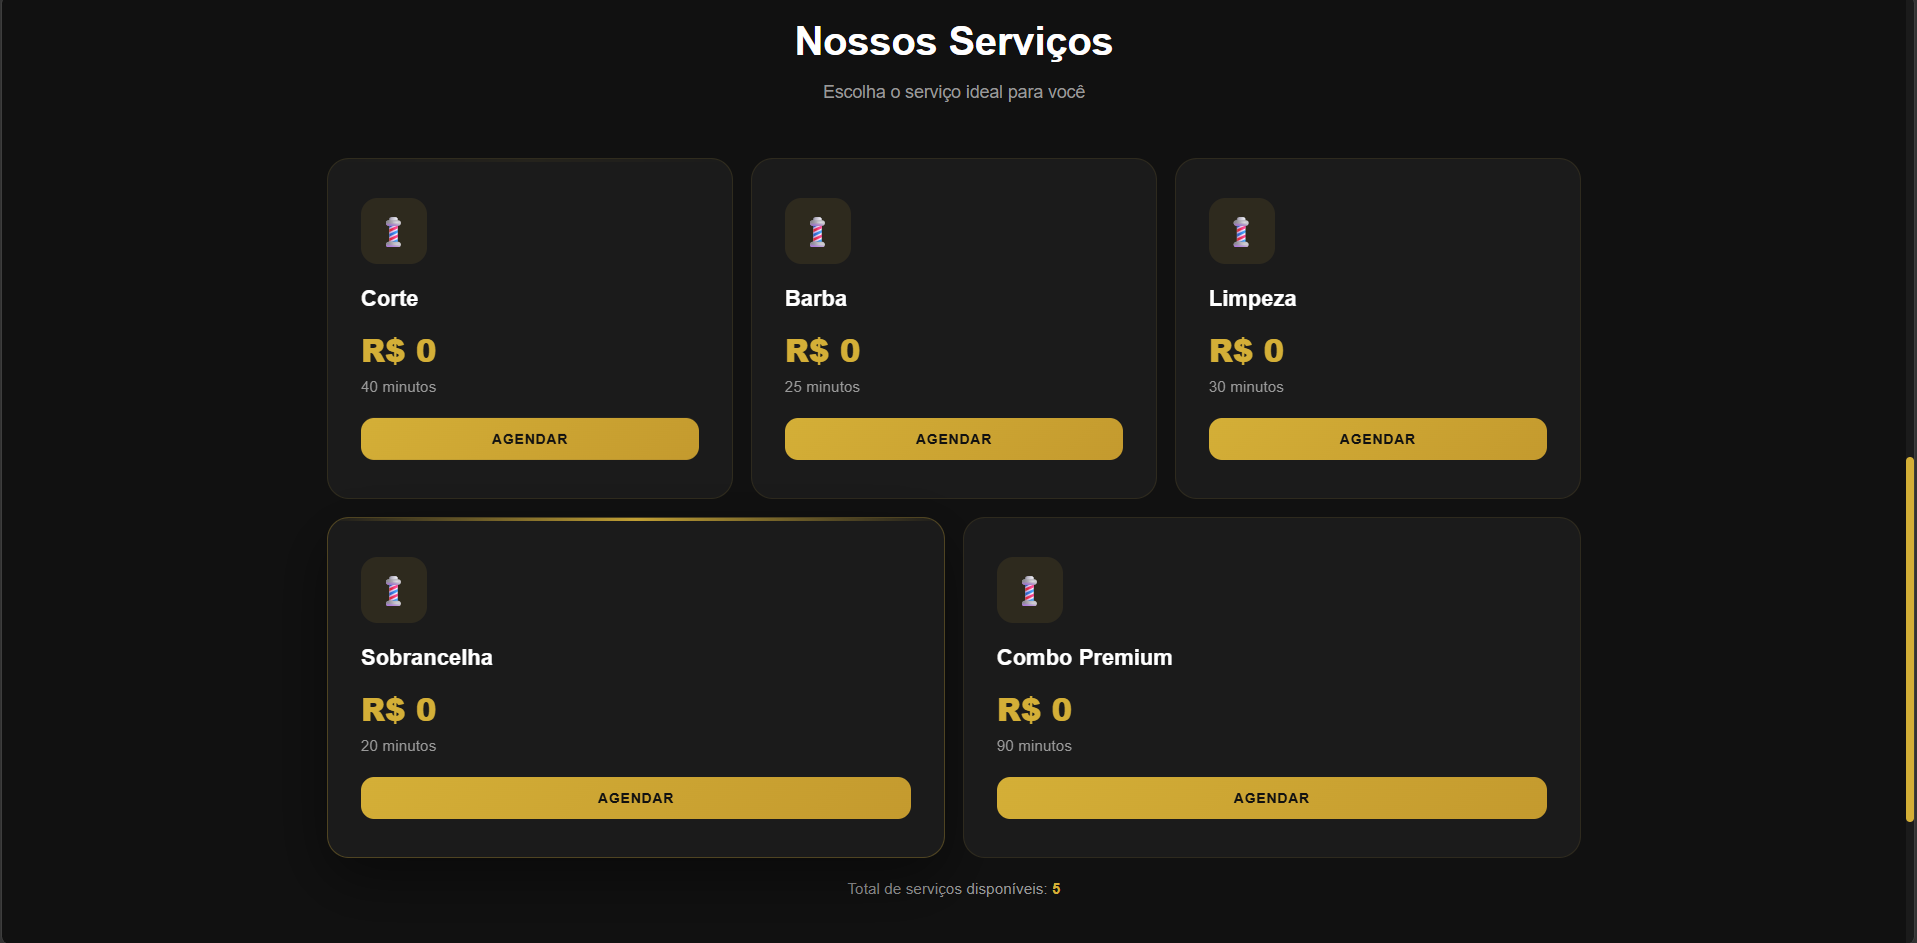 Nossos Serviços
Escolha o serviço ideal para você
Corte
R$ 0
40 minutos
AGENDAR
Barba
R$ 0
25 minutos
AGENDAR
Limpeza
R$ 0
30 minutos
AGENDAR
Sobrancelha
R$ 0
20 minutos
AGENDAR
Combo Premium
R$ 0
90 minutos
AGENDAR
Total de serviços disponíveis: 5